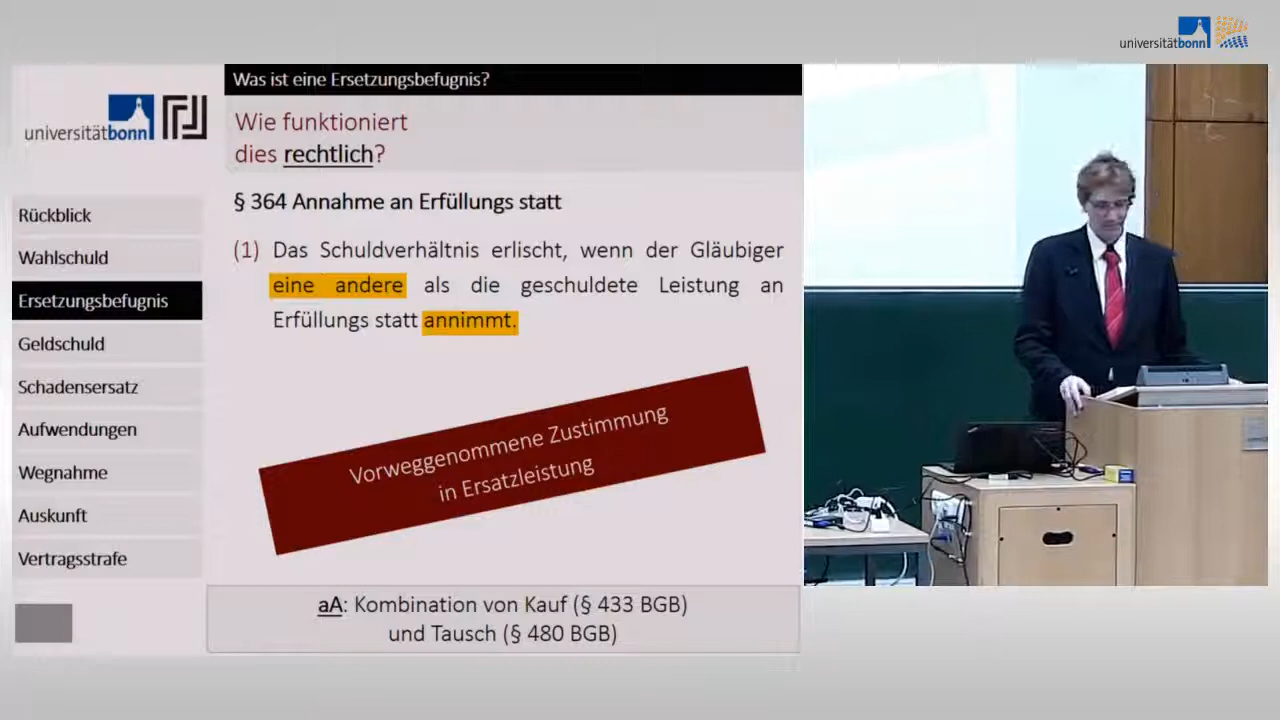 universitätbonn
Was ist eine Ersetzungsbefugnis?
universitätbonn
Wie funktioniert
dies rechtlich?
§ 364 Annahme an Erfüllungs statt
(1) Das Schuldverhältnis erlischt, wenn der Gläubiger
eine andere als die geschuldete Leistung an
Erfüllungs statt annimmt.
Rückblick
Wahlschuld
Ersetzungsbefugnis
Geldschuld
Schadensersatz
Aufwendungen
Wegnahme
Auskunft
Vertragsstrafe
Vorweggenommene Zustimmung
in Ersatzleistung
aA: Kombination von Kauf (§ 433 BGB)
und Tausch (§ 480 BGB)